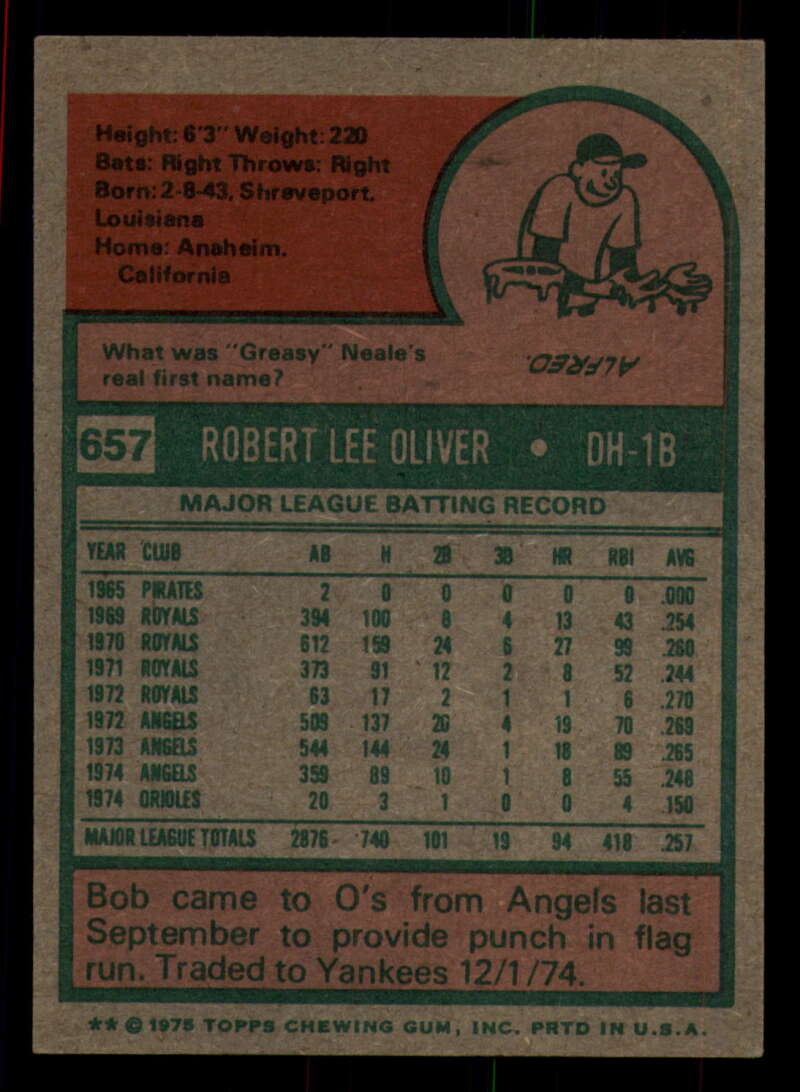 Height: 6'3" Weight: 220
Bats: Right Throws: Right
Born: 2-8-43, Shreveport,
Louisiana
Home: Anaheim,
California
What was "Greasy" Neale's
real first name?
ALFRED.
657 ROBERT LEE OLIVER • DH-1B
MAJOR LEAGUE BATTING RECORD
YEAR CLUB AB H 2B 3B HR RBI AVG
1965 PIRATES 2 0 0 0 0 0 .000
1969 ROYALS 394 100 8 4 13 43 .254
1970 ROYALS 612 159 24 6 27 99 .260
1971 ROYALS 373 91 12 2 8 52 .244
1972 ROYALS 63 17 2 1 1 6 .270
1972 ANGELS 509 137 20 4 19 70 .269
1973 ANGELS 544 144 24 1 18 89 .265
1974 ANGELS 359 89 10 1 8 55 .248
1974 ORIOLES 20 3 1 0 0 4 .150
MAJOR LEAGUE TOTALS 2876 740 101 19 94 418 .257
Bob came to O's from Angels last
September to provide punch in flag
run. Traded to Yankees 12/1/74.
** © 1975 TOPPS CHEWING GUM, INC. PRTD IN U.S.A.